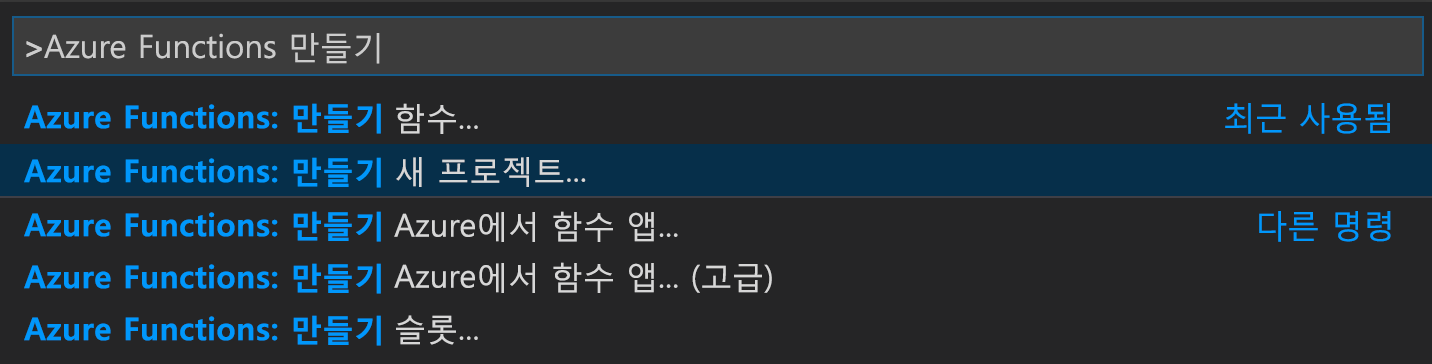 >Azure Functions 만들기
Azure Functions: 만들기 함수... 최근 사용됨
Azure Functions: 만들기 새 프로젝트...
Azure Functions: 만들기 Azure에서 함수 앱... 다른 명령
Azure Functions: 만들기 Azure에서 함수 앱... (고급)
Azure Functions: 만들기 슬롯...